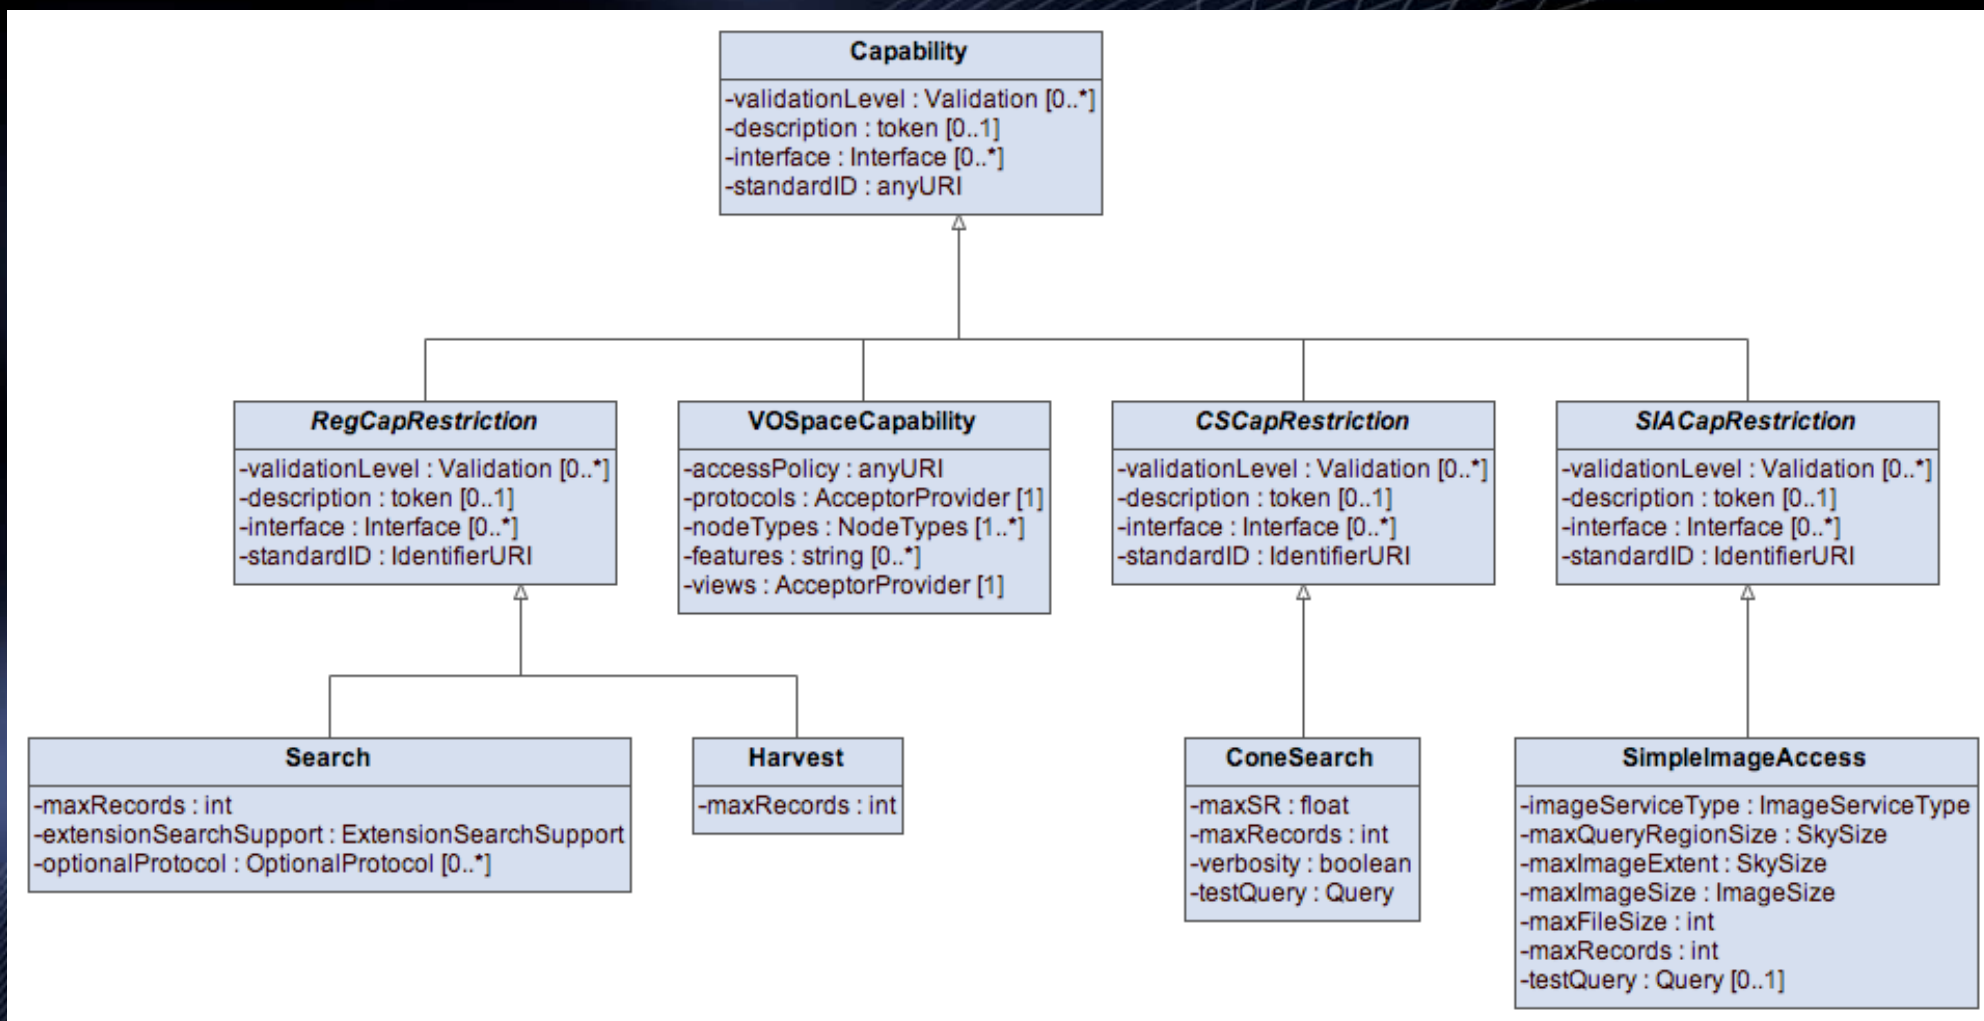 Capability
-validationLevel : Validation [0..*]
-description : token [0..1]
-interface : Interface [0..*]
-standardID : anyURI
RegCapRestriction
-validationLevel : Validation [0..*]
-description : token [0..1]
-interface : Interface [0..*]
-standardID : IdentifierURI
VOSpaceCapability
-accessPolicy : anyURI
-protocols : AcceptorProvider [1]
-nodeTypes : NodeTypes [1..*]
-features : string [0..*]
-views : AcceptorProvider [1]
CSCapRestriction
-validationLevel : Validation [0..*]
-description : token [0..1]
-interface : Interface [0..*]
-standardID : IdentifierURI
SIACapRestriction
-validationLevel : Validation [0..*]
-description : token [0..1]
-interface : Interface [0..*]
-standardID : IdentifierURI
Search
-maxRecords : int
-extensionSearchSupport : ExtensionSearchSupport
-optionalProtocol : OptionalProtocol [0..*]
Harvest
-maxRecords : int
ConeSearch
-maxSR : float
-maxRecords : int
-verbosity : boolean
-testQuery : Query
SimpleImageAccess
-imageServiceType : ImageServiceType
-maxQueryRegionSize : SkySize
-maxImageExtent : SkySize
-maxImageSize : ImageSize
-maxFileSize : int
-maxRecords : int
-testQuery : Query [0..1]